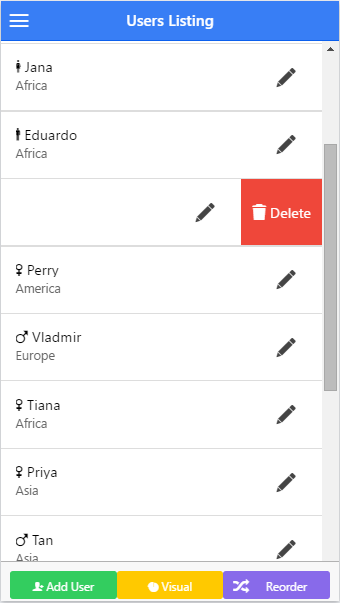 Users Listing
Jana
Africa
Eduardo
Africa
Delete
Perry
America
Vladmir
Europe
Tiana
Africa
Priya
Asia
Tan
Asia
Add User
Visual
Reorder